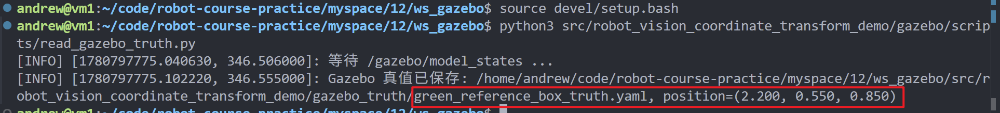 andrew@vm1:~/code/robot-course-practice/myspace/12/ws_gazebo$ source devel/setup.bash
andrew@vm1:~/code/robot-course-practice/myspace/12/ws_gazebo$ python3 src/robot_vision_coordinate_transform_demo/gazebo/scrip
ts/read_gazebo_truth.py
[INFO] [1780797775.040630, 346.506000]: 等待 /gazebo/model_states ...
[INFO] [1780797775.102220, 346.555000]: Gazebo 真值已保存: /home/andrew/code/robot-course-practice/myspace/12/ws_gazebo/src/r
obot_vision_coordinate_transform_demo/gazebo_truth/green_reference_box_truth.yaml, position=(2.200, 0.550, 0.850)
andrew@vm1:~/code/robot-course-practice/myspace/12/ws_gazebo$